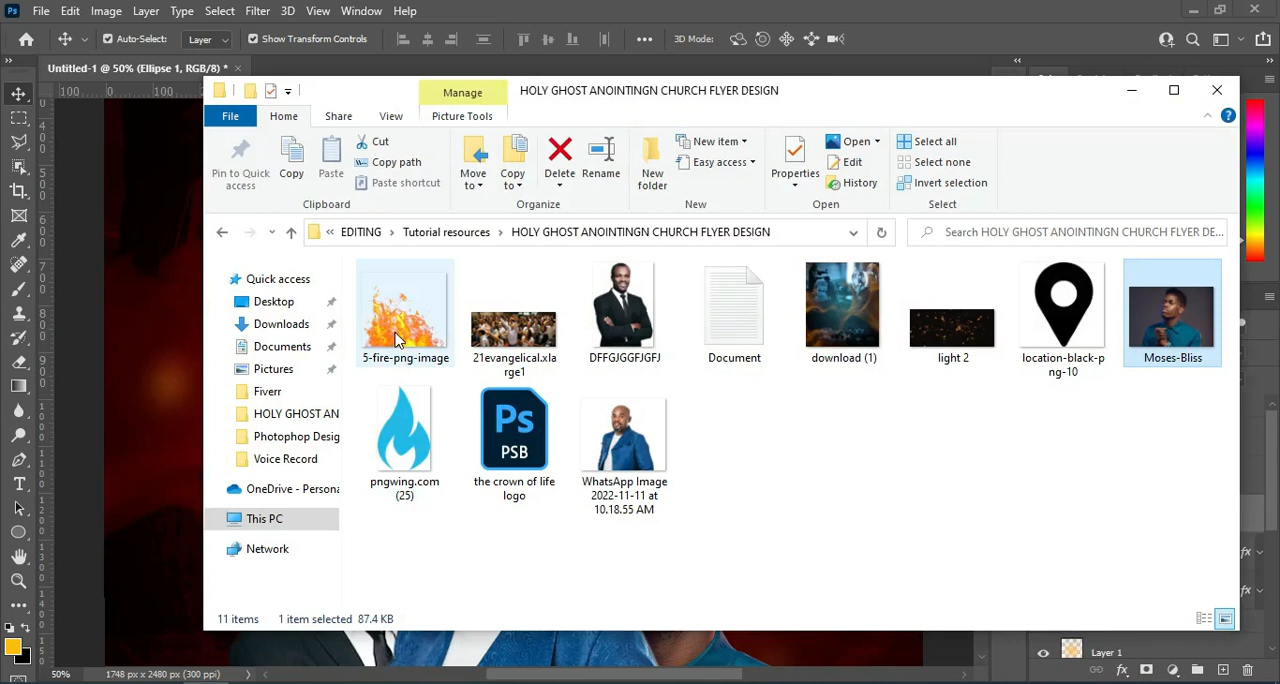 Ps File Edit Image Layer Type Select Filter 3D View Window Help
Auto-Select: Layer Show Transform Controls 3D Mode:
Untitled-1 @ 50% (Ellipse 1, RGB/8) *
100 0 100
Manage HOLY GHOST ANOINTINGN CHURCH FLYER DESIGN
File Home Share View Picture Tools
Pin to Quick access
Copy
Paste
Cut
Copy path
Paste shortcut
Move to
Copy to
Delete
Rename
New folder
New item
Easy access
Properties
Open
Edit
History
Select all
Select none
Invert selection
Clipboard Organize New Open Select
« EDITING > Tutorial resources > HOLY GHOST ANOINTINGN CHURCH FLYER DESIGN
Search HOLY GHOST ANOINTINGN CHURCH FLYER DE...
Quick access
Desktop
Downloads
Documents
Pictures
Fiverr
HOLY GHOST AN
Photophop Desig
Voice Record
OneDrive - Persona
This PC
Network
5-fire-png-image
21evangelical.xla
rge1
DFFGJGGFJGFJ
Document
download (1)
light 2
location-black-p
ng-10
Moses-Bliss
pngwing.com
(25)
Ps
PSB
the crown of life
logo
WhatsApp Image
2022-11-11 at
10.18.55 AM
11 items 1 item selected 87.4 KB
fx
fx
Layer 1
50% 1748 px x 2480 px (300 ppi)